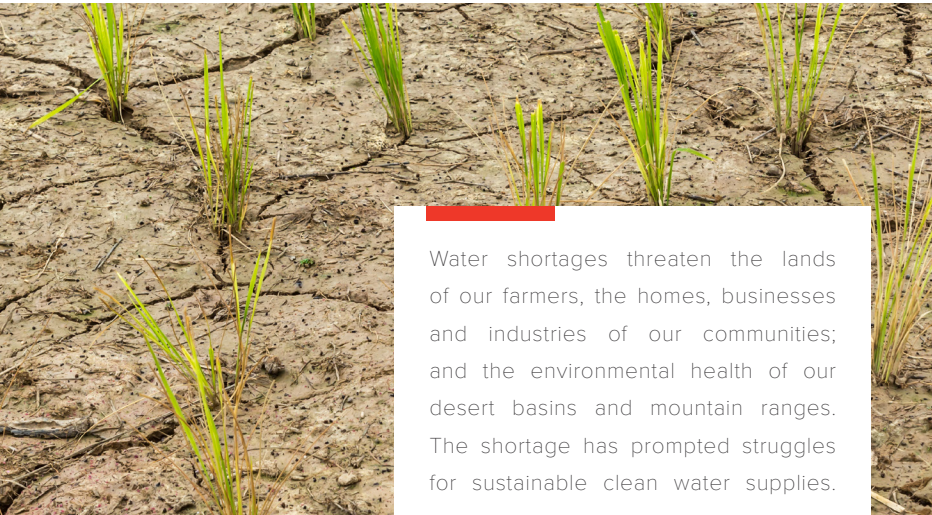 Water shortages threaten the lands
of our farmers, the homes, businesses
and industries of our communities;
and the environmental health of our
desert basins and mountain ranges.
The shortage has prompted struggles
for sustainable clean water supplies.